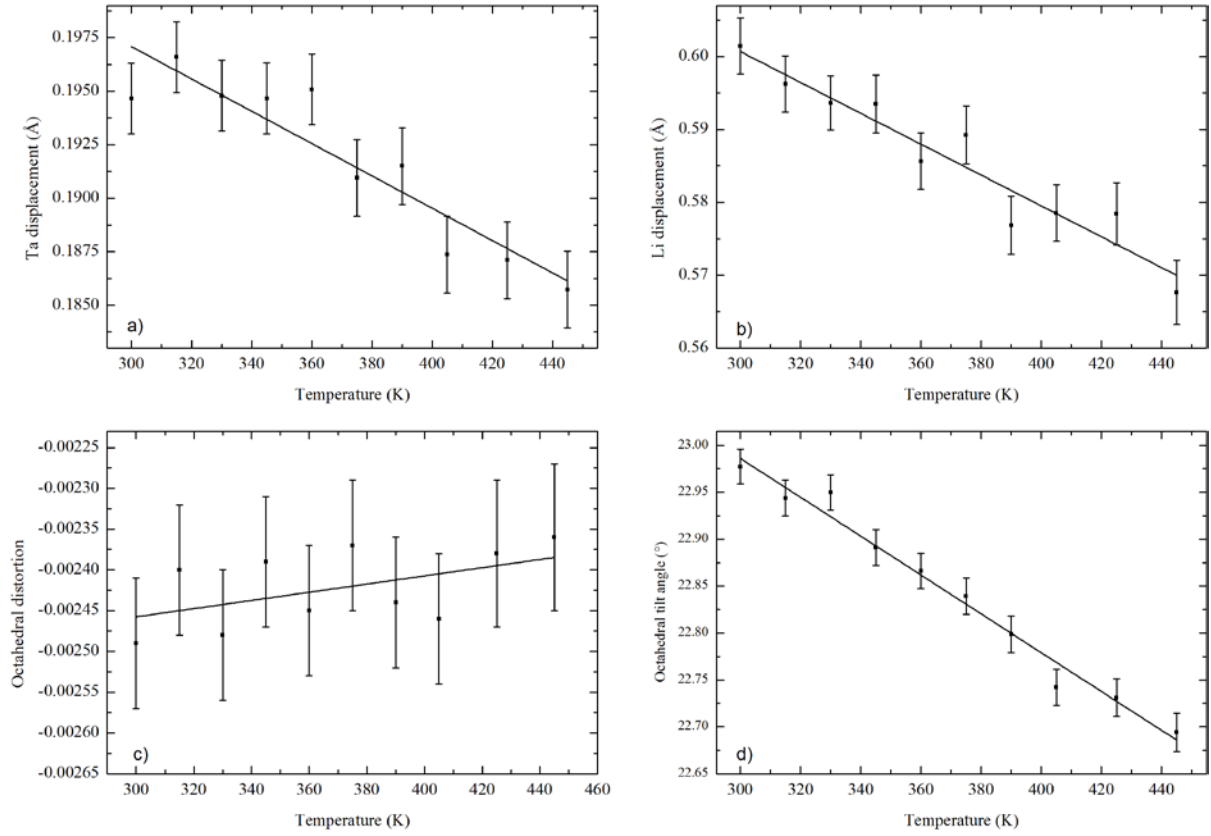 Ta displacement (Å)
0.1975
0.1950
0.1925
0.1900
0.1875
0.1850
a)
300 320 340 360 380 400 420 440
Temperature (K)
Li displacement (Å)
0.60
0.59
0.58
0.57
0.56
b)
300 320 340 360 380 400 420 440
Temperature (K)
Octahedral distortion
-0.00225
-0.00230
-0.00235
-0.00240
-0.00245
-0.00250
-0.00255
-0.00260
-0.00265
c)
300 320 340 360 380 400 420 440 460
Temperature (K)
Octahedral tilt angle (°)
23.00
22.95
22.90
22.85
22.80
22.75
22.70
22.65
d)
300 320 340 360 380 400 420 440
Temperature (K)